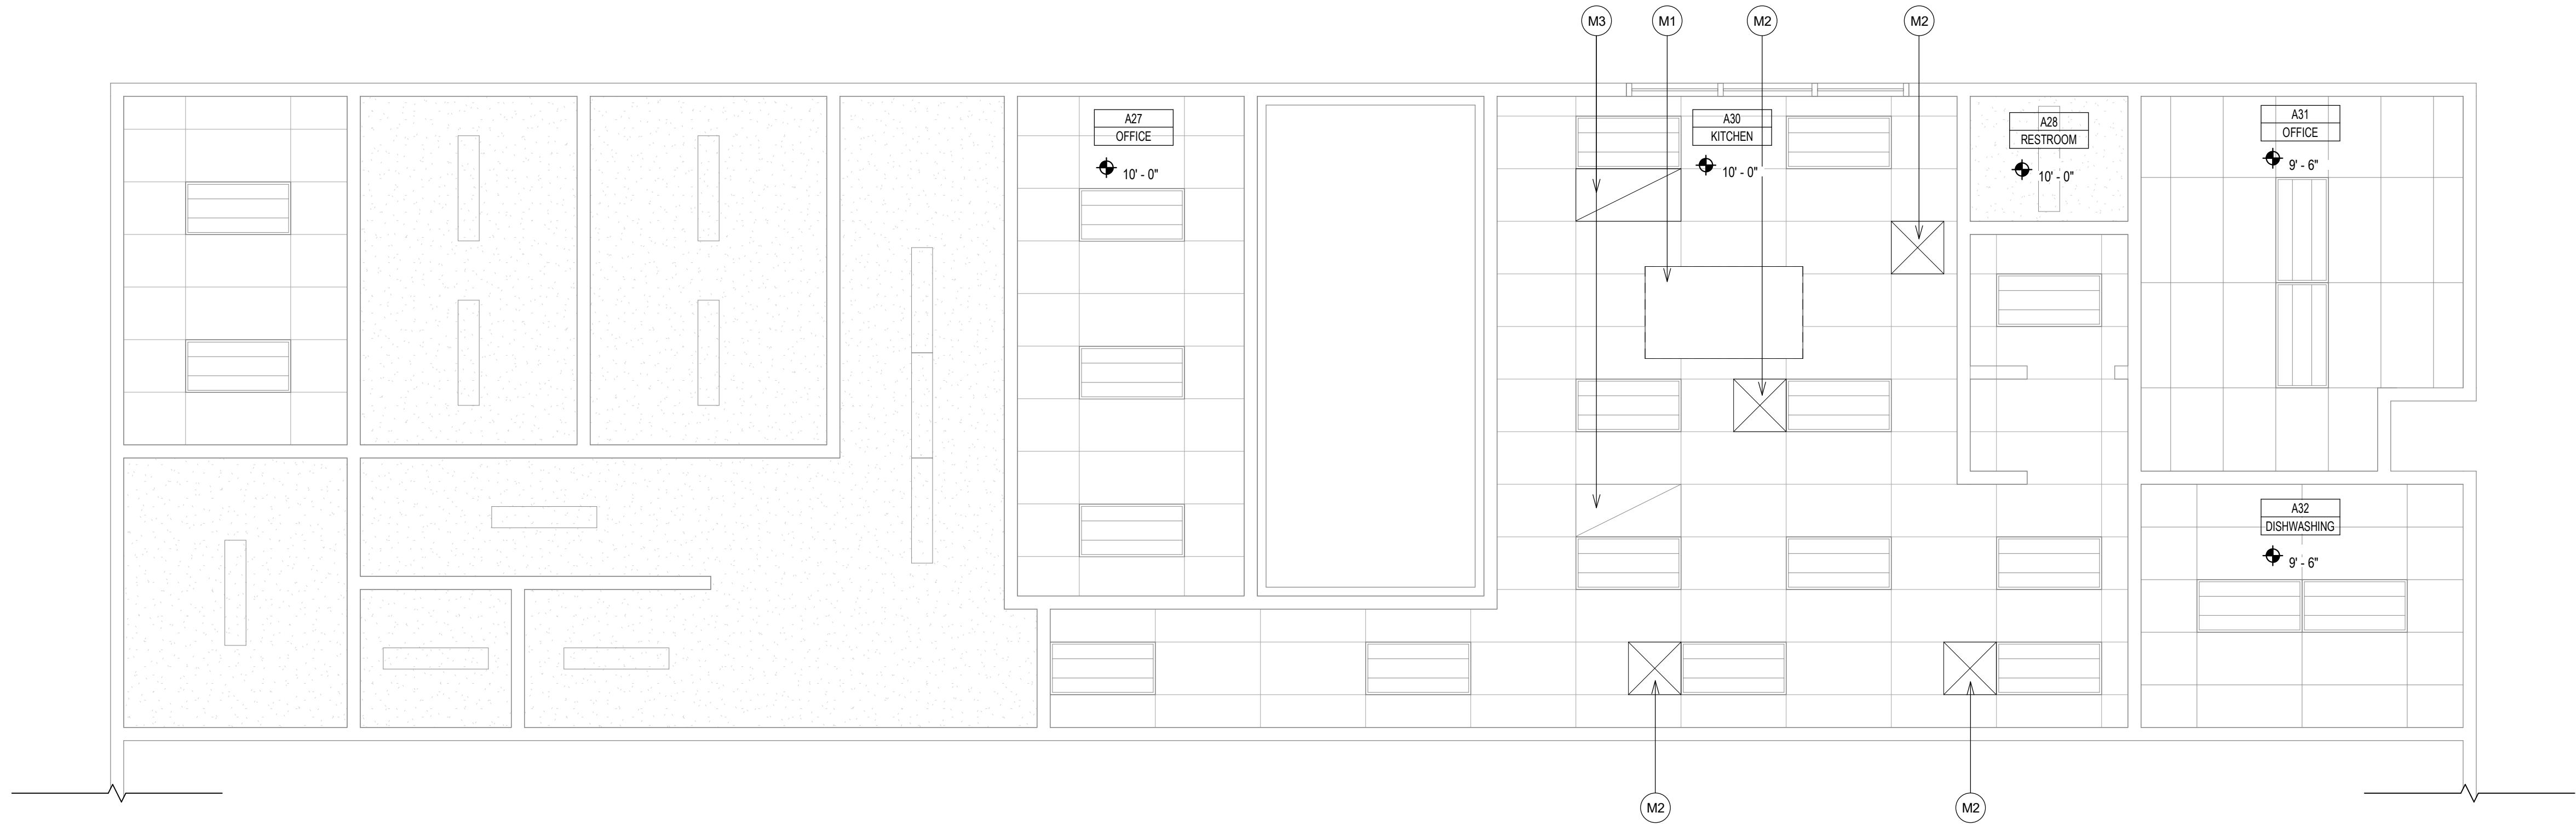 M3
M1
M2
M2
A27
OFFICE
10' - 0"
A30
KITCHEN
10' - 0"
A28
RESTROOM
10' - 0"
A31
OFFICE
9' - 6"
A32
DISHWASHING
9' - 6"
M2
M2